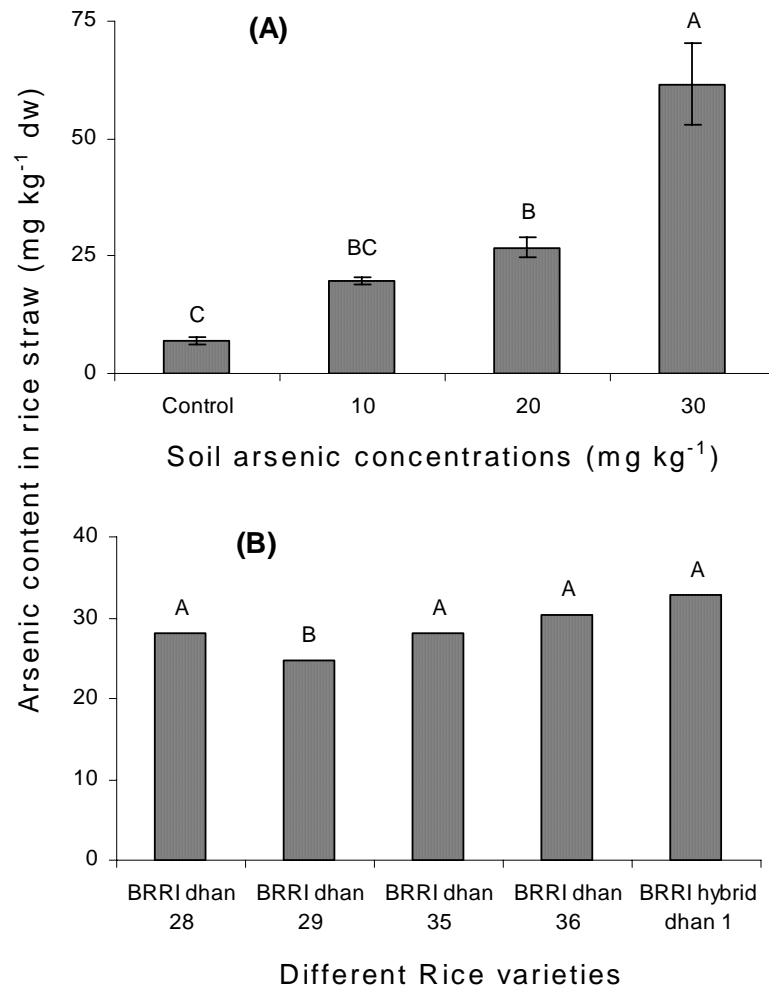 (A)
75
50
25
0
C
BC
B
A
Control 10 20 30
Soil arsenic concentrations (mg kg⁻¹)
Arsenic content in rice straw (mg kg⁻¹ dw)
(B)
40
30
20
10
0
A
B
A
A
A
BRRI dhan BRRI dhan BRRI dhan BRRI dhan BRRI hybrid
28 29 35 36 dhan 1
Different Rice varieties